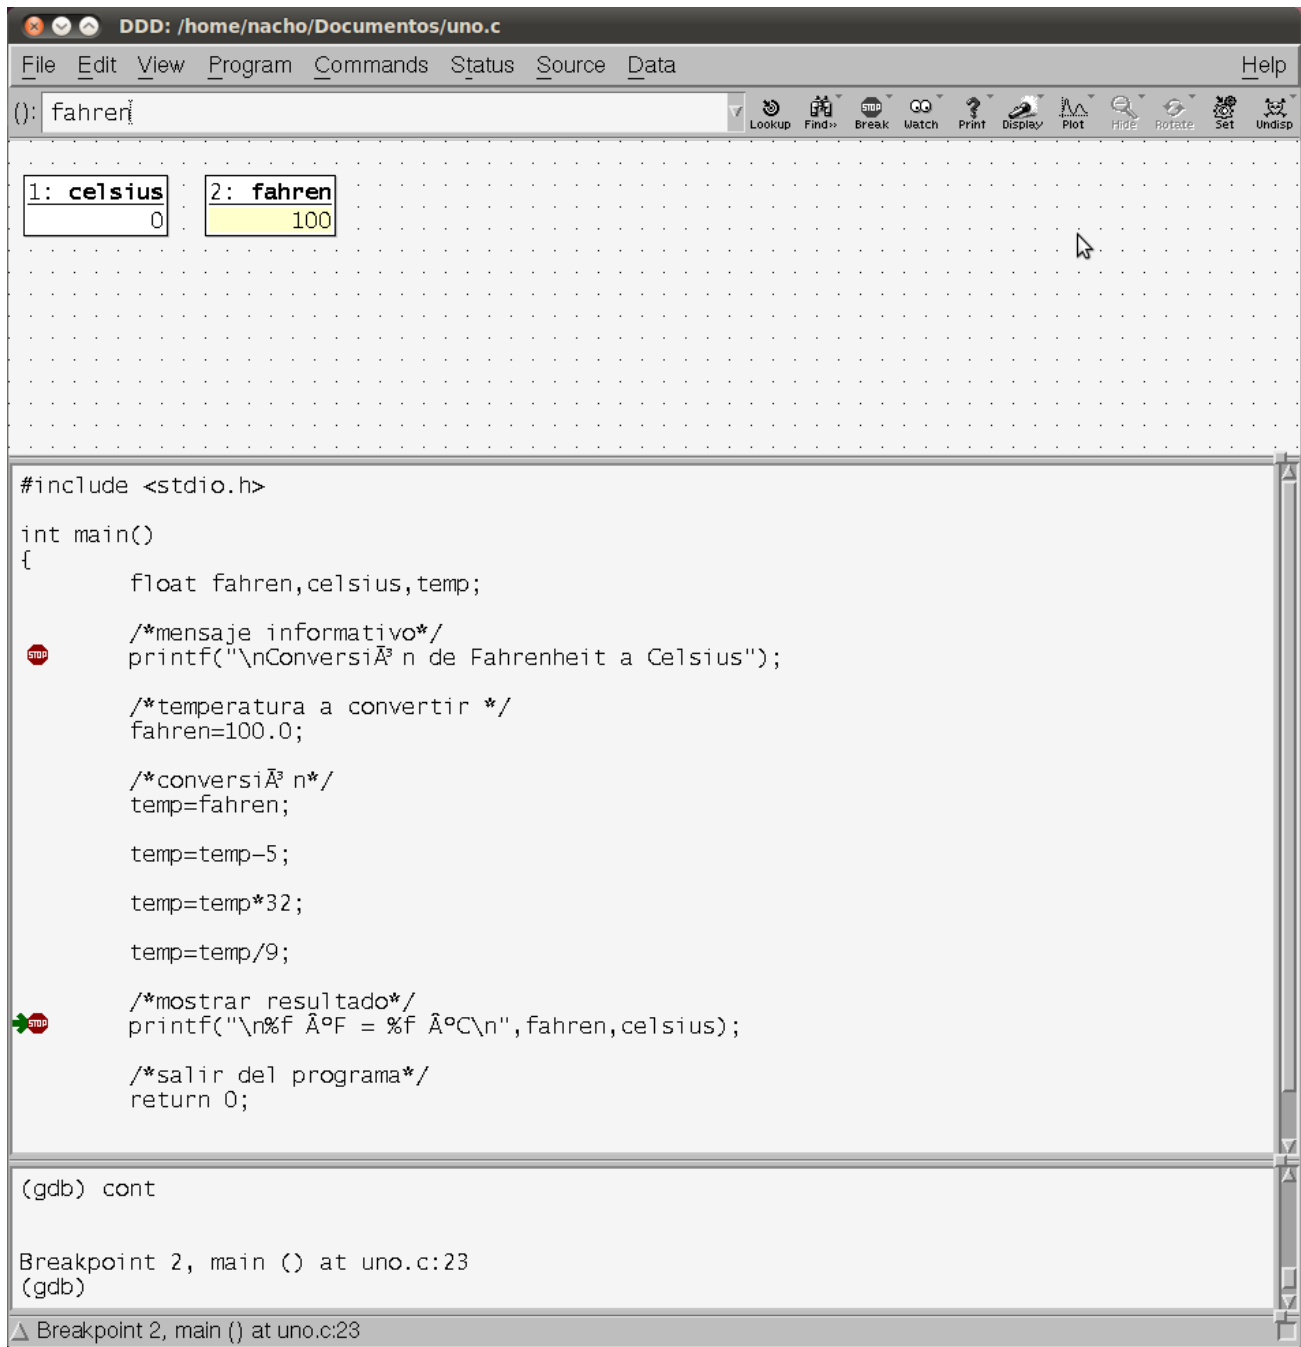 DDD: /home/nacho/Documentos/uno.c
File Edit View Program Commands Status Source Data Help
(): fahren
Lookup Find» Break Watch Print Display Plot Hide Rotate Set Undisp
1: celsius 2: fahren
0 100
#include <stdio.h>
int main()
{
float fahren,celsius,temp;
/*mensaje informativo*/
STOP printf("\nConversiÃ³n de Fahrenheit a Celsius");
/*temperatura a convertir */
fahren=100.0;
/*conversiÃ³n*/
temp=fahren;
temp=temp-5;
temp=temp*32;
temp=temp/9;
/*mostrar resultado*/
STOP printf("\n%f ÂºF = %f ÂºC\n",fahren,celsius);
/*salir del programa*/
return 0;
(gdb) cont
Breakpoint 2, main () at uno.c:23
(gdb)
Breakpoint 2, main () at uno.c:23